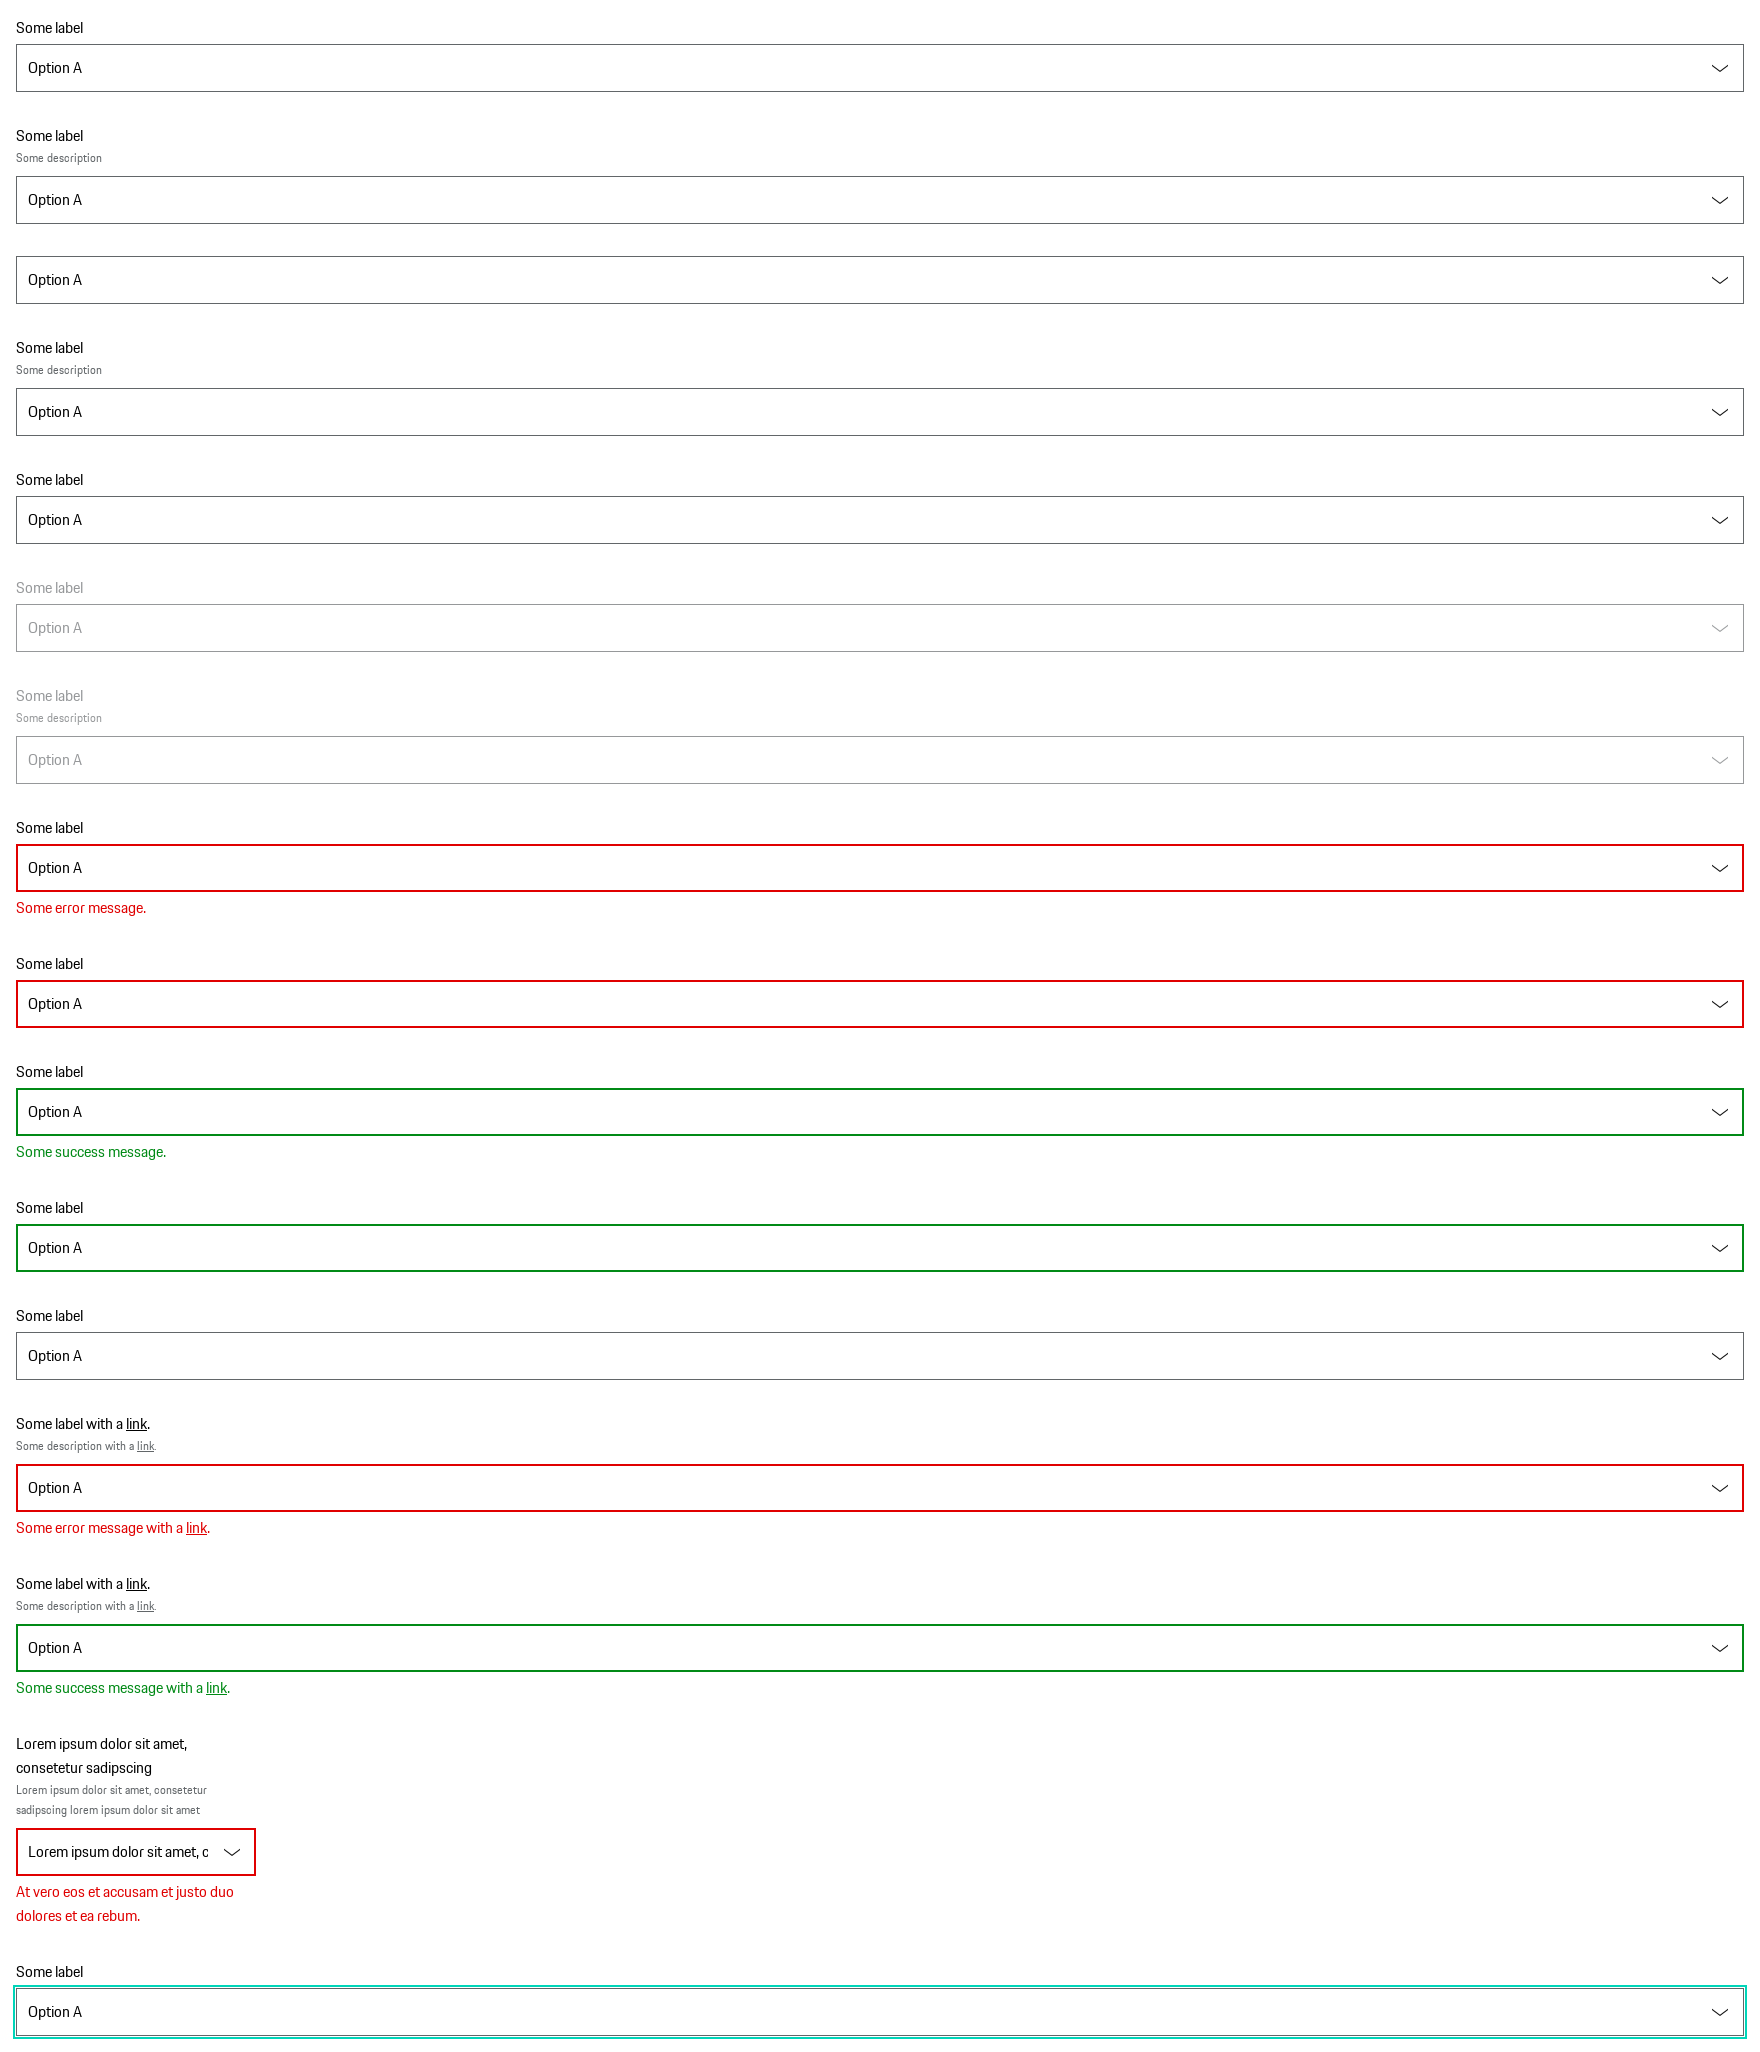 Some label
Option A
Some label
Some description
Option A
Option A
Some label
Some description
Option A
Some label
Option A
Some label
Option A
Some label
Some description
Option A
Some label
Option A
Some error message.
Some label
Option A
Some label
Option A
Some success message.
Some label
Option A
Some label
Option A
Some label with a link.
Some description with a link.
Option A
Some error message with a link.
Some label with a link.
Some description with a link.
Option A
Some success message with a link.
Lorem ipsum dolor sit amet,
consetetur sadipscing
Lorem ipsum dolor sit amet, consetetur
sadipscing lorem ipsum dolor sit amet
Lorem ipsum dolor sit amet, c
At vero eos et accusam et justo duo
dolores et ea rebum.
Some label
Option A